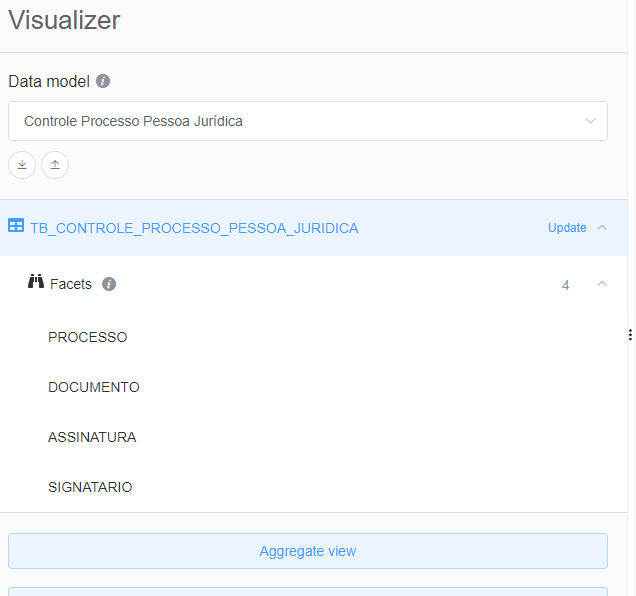 Visualizer
Data model
Controle Processo Pessoa Jurídica
TB_CONTROLE_PROCESSO_PESSOA_JURIDICA Update
Facets 4
PROCESSO
DOCUMENTO
ASSINATURA
SIGNATARIO
Aggregate view